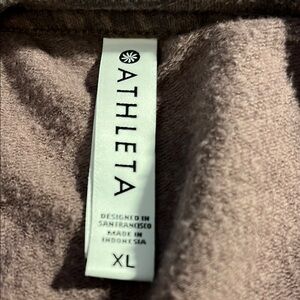 ATHLETA
DESIGNED IN
SAN FRANCISCO
MADE IN
INDONESIA
XL